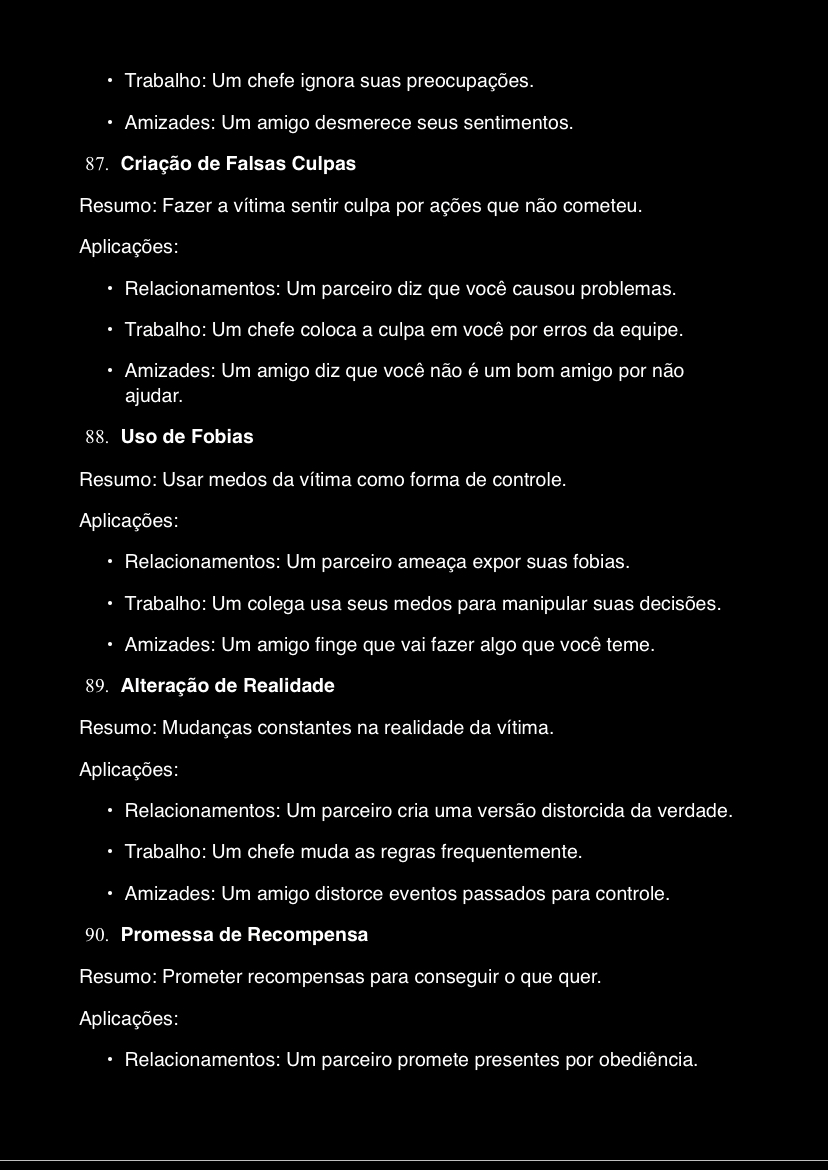 • Trabalho: Um chefe ignora suas preocupações.
• Amizades: Um amigo desmerece seus sentimentos.
87. Criação de Falsas Culpas
Resumo: Fazer a vítima sentir culpa por ações que não cometeu.
Aplicações:
• Relacionamentos: Um parceiro diz que você causou problemas.
• Trabalho: Um chefe coloca a culpa em você por erros da equipe.
• Amizades: Um amigo diz que você não é um bom amigo por não
ajudar.
88. Uso de Fobias
Resumo: Usar medos da vítima como forma de controle.
Aplicações:
• Relacionamentos: Um parceiro ameaça expor suas fobias.
• Trabalho: Um colega usa seus medos para manipular suas decisões.
• Amizades: Um amigo finge que vai fazer algo que você teme.
89. Alteração de Realidade
Resumo: Mudanças constantes na realidade da vítima.
Aplicações:
• Relacionamentos: Um parceiro cria uma versão distorcida da verdade.
• Trabalho: Um chefe muda as regras frequentemente.
• Amizades: Um amigo distorce eventos passados para controle.
90. Promessa de Recompensa
Resumo: Prometer recompensas para conseguir o que quer.
Aplicações:
• Relacionamentos: Um parceiro promete presentes por obediência.